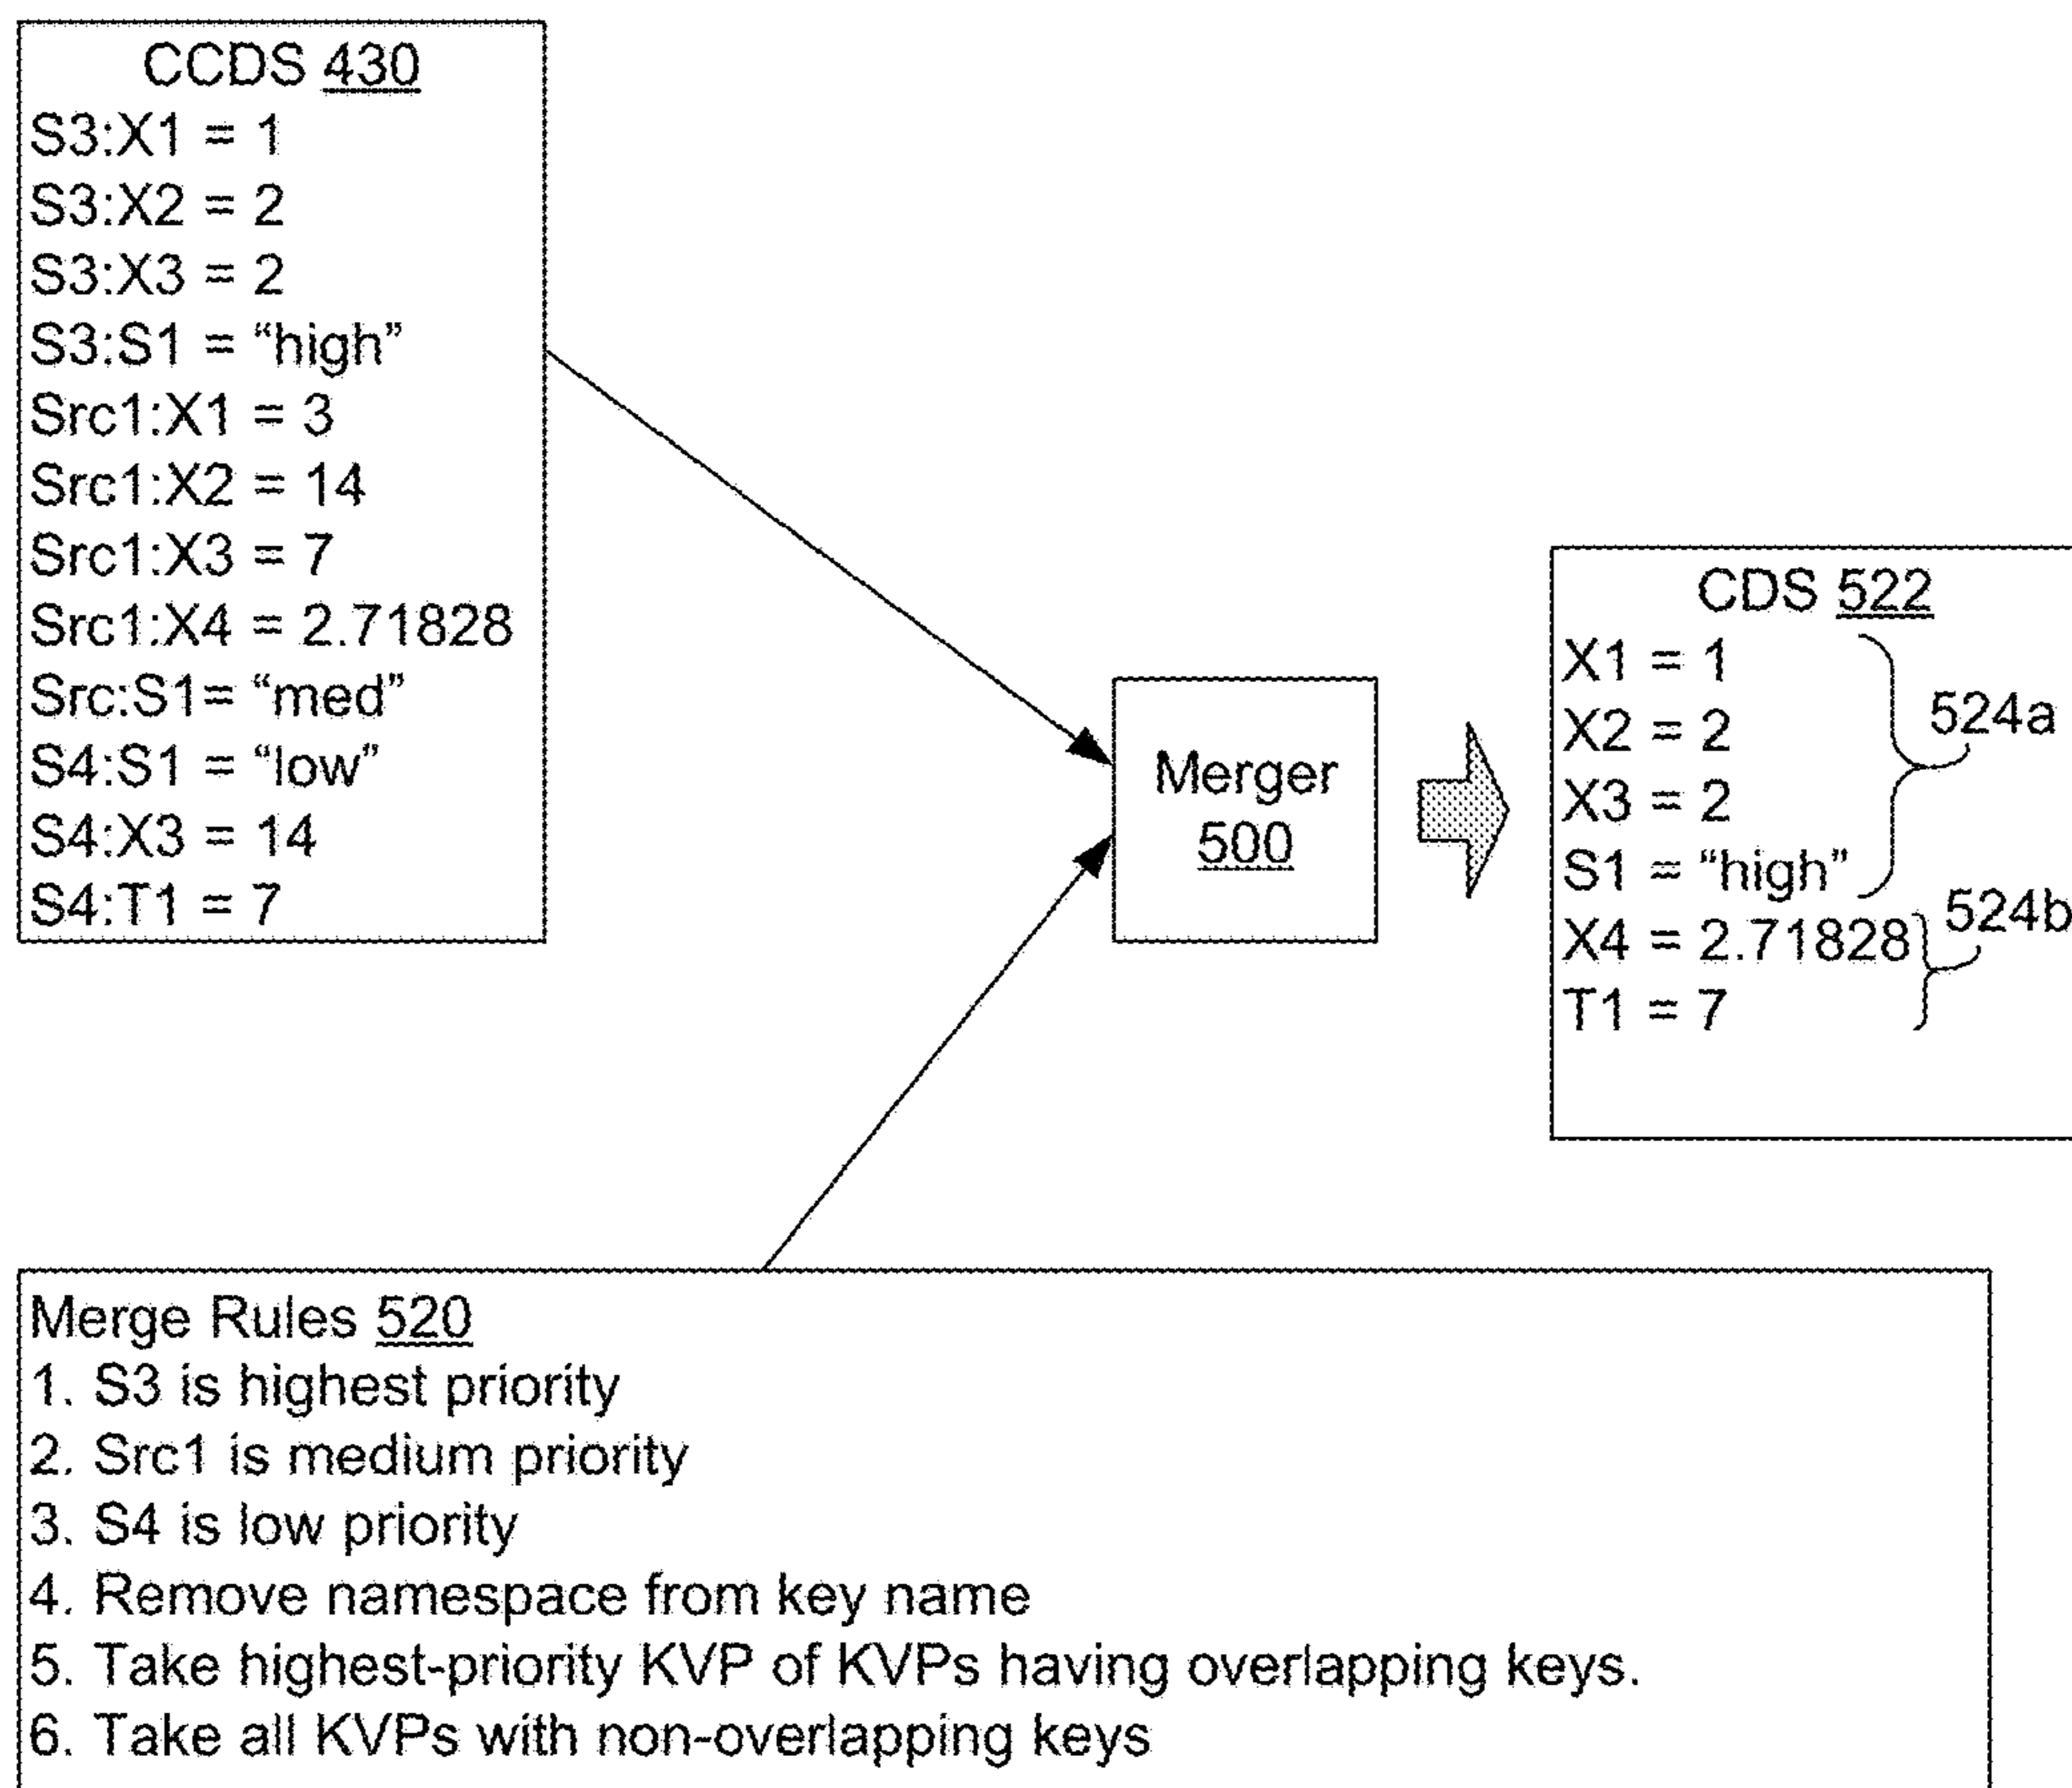 CCDS 430
S3:X1 = 1
S3:X2 = 2
S3:X3 = 2
S3:S1 = “high”
Src1:X1 = 3
Src1:X2 = 14
Src1:X3 = 7
Src1:X4 = 2.71828
Src:S1= “med”
S4:S1 = “low”
S4:X3 = 14
S4:T1 = 7
Merger
500
CDS 522
X1 = 1
X2 = 2
X3 = 2
S1 = “high”
X4 = 2.71828
T1 = 7
524a
524b
Merge Rules 520
1. S3 is highest priority
2. Src1 is medium priority
3. S4 is low priority
4. Remove namespace from key name
5. Take highest-priority KVP of KVPs having overlapping keys.
6. Take all KVPs with non-overlapping keys